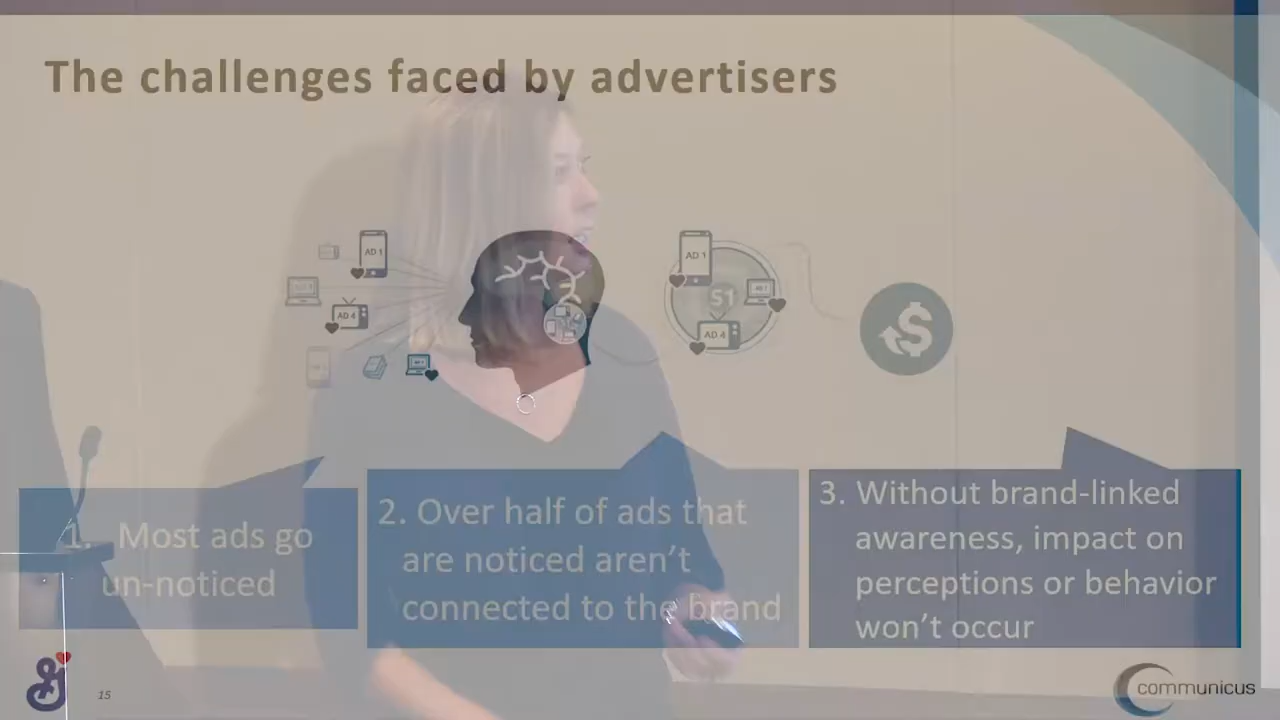 The challenges faced by advertisers
AD 1
AD 4
AD 1
$1
AD 4
$
1. Most ads go
un-noticed
2. Over half of ads that
are noticed aren't
connected to the brand
3. Without brand-linked
awareness, impact on
perceptions or behavior
won't occur
15
communicus